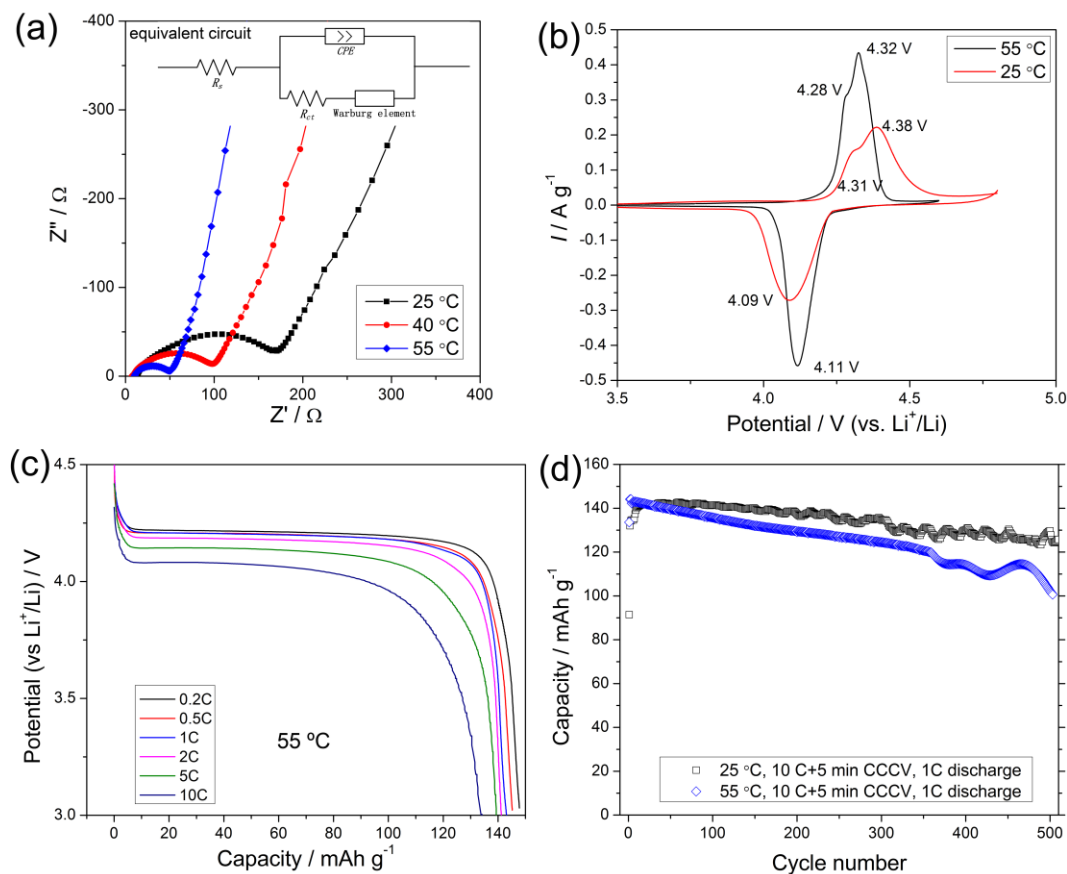 (a)
equivalent circuit
CPE
R_s
R_ct
Warburg element
-400
-300
-200
-100
0
Z'' / Ω
25 °C
40 °C
55 °C
0 100 200 300 400
Z' / Ω
(b)
0.5
0.4
0.3
0.2
0.1
0.0
-0.1
-0.2
-0.3
-0.4
-0.5
I / A g⁻¹
4.32 V
4.28 V
4.38 V
4.31 V
4.09 V
4.11 V
55 °C
25 °C
3.5 4.0 4.5 5.0
Potential / V (vs. Li⁺/Li)
(c)
4.5
4.0
3.5
3.0
Potential (vs Li⁺/Li) / V
0.2C
0.5C
1C
2C
5C
10C
55 ºC
0 20 40 60 80 100 120 140
Capacity / mAh g⁻¹
(d)
160
140
120
100
80
60
40
20
0
Capacity / mAh g⁻¹
25 °C, 10 C+5 min CCCV, 1C discharge
55 °C, 10 C+5 min CCCV, 1C discharge
0 100 200 300 400 500
Cycle number